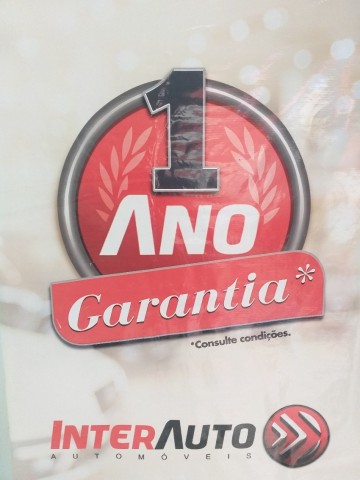 1
ANO
Garantia*
*Consulte condições.
INTERAUTO
AUTOMÓVEIS